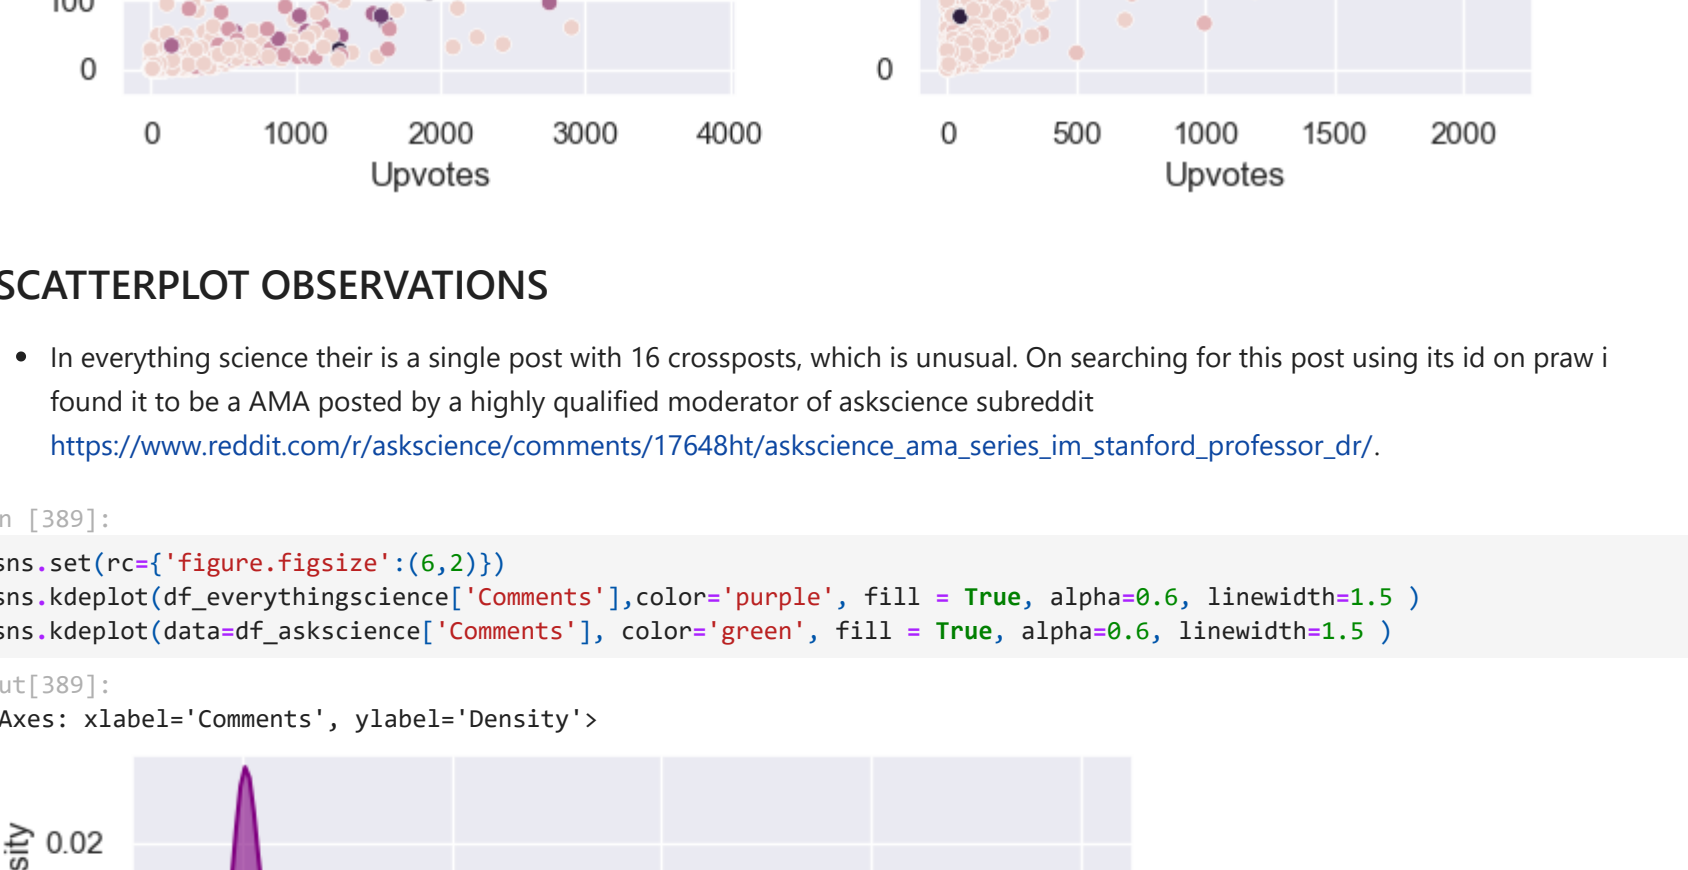 100
0
0
0 1000 2000 3000 4000
0 500 1000 1500 2000
Upvotes
Upvotes
SCATTERPLOT OBSERVATIONS
• In everything science their is a single post with 16 crossposts, which is unusual. On searching for this post using its id on praw i
found it to be a AMA posted by a highly qualified moderator of askscience subreddit
https://www.reddit.com/r/askscience/comments/17648ht/askscience_ama_series_im_stanford_professor_dr/.
n [389]:
sns.set(rc={'figure.figsize':(6,2)})
sns.kdeplot(df_everythingscience['Comments'],color='purple', fill = True, alpha=0.6, linewidth=1.5 )
sns.kdeplot(data=df_askscience['Comments'], color='green', fill = True, alpha=0.6, linewidth=1.5 )
ut[389]:
Axes: xlabel='Comments', ylabel='Density'>
sity
0.02